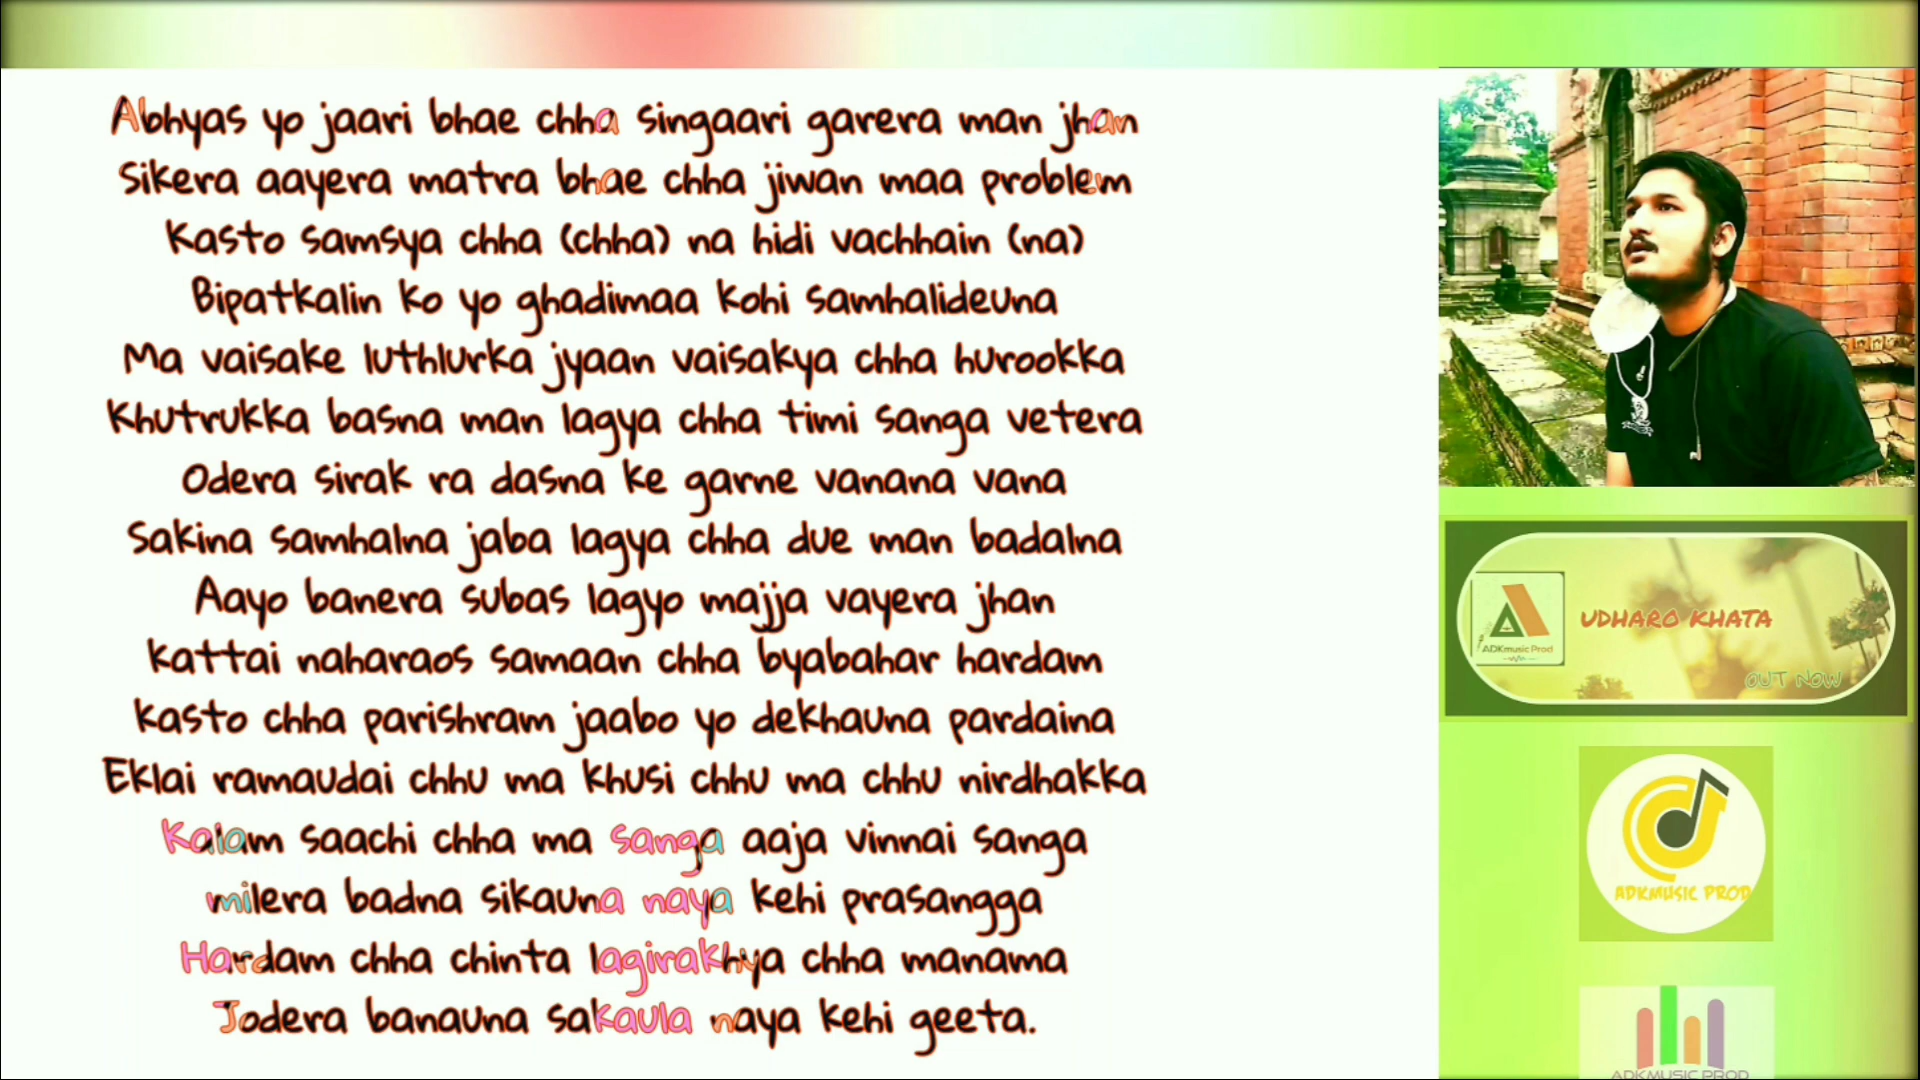 Abhyas yo jaari bhae chha singaari garera man jhan
Sikera aayera matra bhae chha jiwan maa problem
Kasto samsya chha (chha) na hidi vachhain (na)
Bipatkalin ko yo ghadimaa kohi samhalideuna
Ma vaisake luthlurka jyaan vaisakya chha hurookka
Khutrukka basna man lagya chha timi sanga vetera
Odera sirak ra dasna ke garne vanana vana
Sakina samhalna jaba lagya chha due man badalna
Aayo banera subas lagyo majja vayera jhan
Kattai naharaos samaan chha byabahar hardam
Kasto chha parishram jaabo yo dekhauna pardaina
Eklai ramaudai chhu ma khusi chhu ma chhu nirdhakka
Kalam saachi chha ma sanga aaja vinnai sanga
milera badna sikauna naya kehi prasangga
Hardam chha chinta lagirakhya chha manama
Jodera banauna sakaula naya kehi geeta.
ADKmusic Prod
UDHARO KHATA
OUT NOW
ADKMUSIC PROD
ADKMUSIC PROD